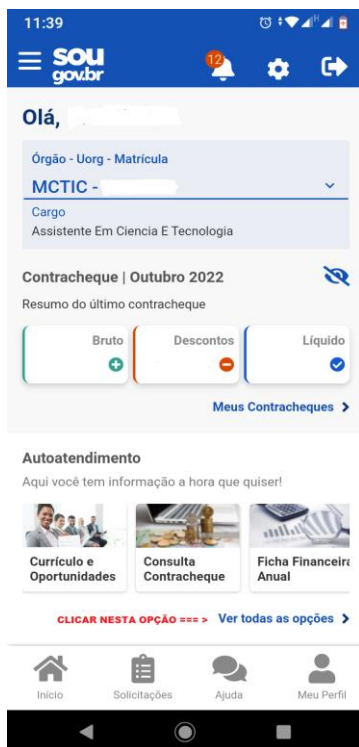 11:39
sou
gov.br
12
Olá,
Órgão - Uorg - Matrícula
MCTIC -
Cargo
Assistente Em Ciencia E Tecnologia
Contracheque | Outubro 2022
Resumo do último contracheque
Bruto Descontos Líquido
Meus Contracheques
Autoatendimento
Aqui você tem informação a hora que quiser!
Currículo e Oportunidades
Consulta Contracheque
Ficha Financeira Anual
CLICAR NESTA OPÇÃO === > Ver todas as opções
Início Solicitações Ajuda Meu Perfil